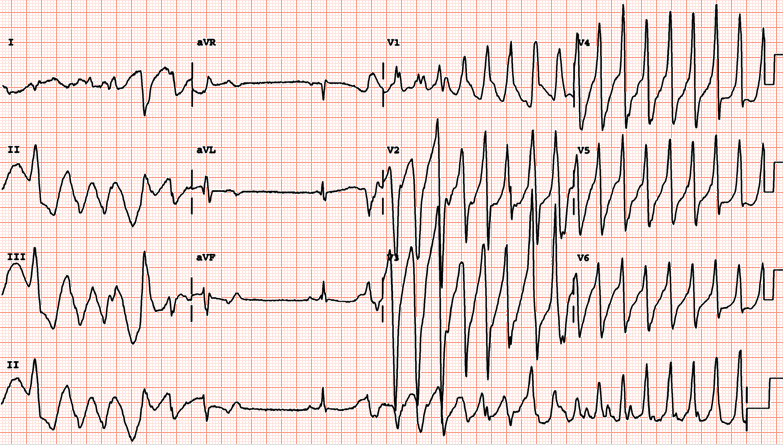 I aVR V1 V4
II aVL V2 V5
III aVF V3 V6
II